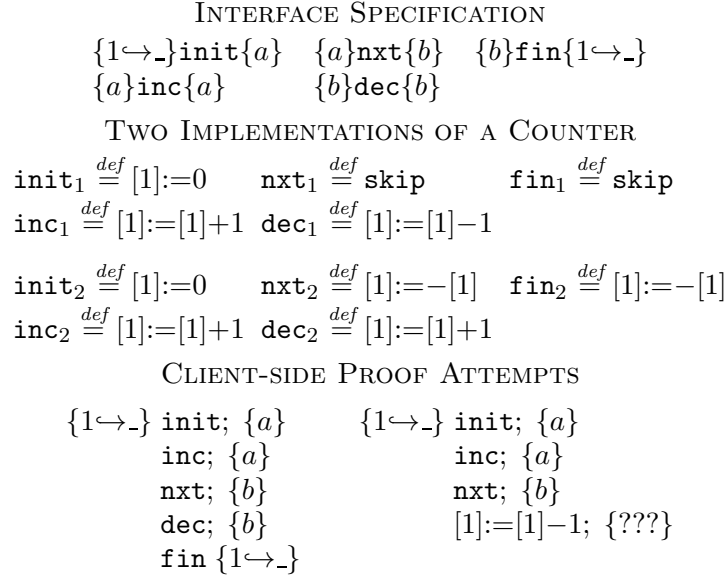 INTERFACE SPECIFICATION
{1↪_}init{a} {a}nxt{b} {b}fin{1↪_}
{a}inc{a} {b}dec{b}
TWO IMPLEMENTATIONS OF A COUNTER
init₁ ≝ [1]:=0 nxt₁ ≝ skip fin₁ ≝ skip
inc₁ ≝ [1]:=[1]+1 dec₁ ≝ [1]:=[1]−1
init₂ ≝ [1]:=0 nxt₂ ≝ [1]:=−[1] fin₂ ≝ [1]:=−[1]
inc₂ ≝ [1]:=[1]+1 dec₂ ≝ [1]:=[1]+1
CLIENT-SIDE PROOF ATTEMPTS
{1↪_} init; {a} {1↪_} init; {a}
inc; {a} inc; {a}
nxt; {b} nxt; {b}
dec; {b} [1]:=[1]−1; {???}
fin {1↪_}